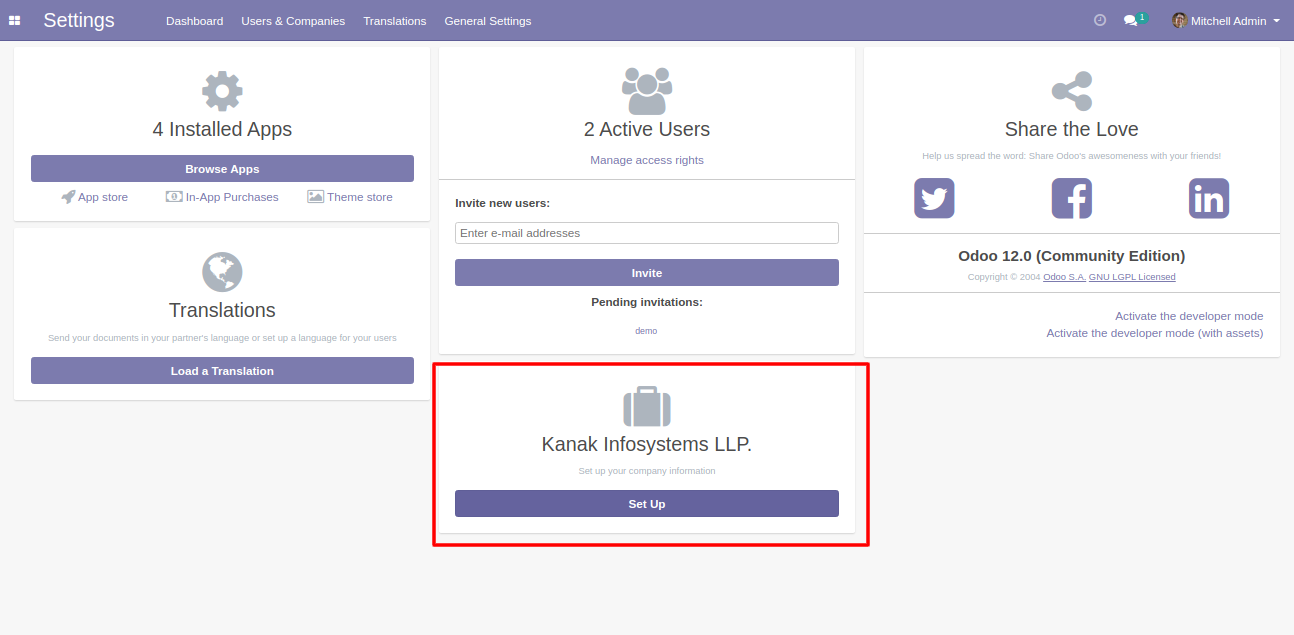 Settings Dashboard Users & Companies Translations General Settings 1 Mitchell Admin
4 Installed Apps
Browse Apps
App store In-App Purchases Theme store
Translations
Send your documents in your partner's language or set up a language for your users
Load a Translation
2 Active Users
Manage access rights
Invite new users:
Enter e-mail addresses
Invite
Pending invitations:
demo
Kanak Infosystems LLP.
Set up your company information
Set Up
Share the Love
Help us spread the word: Share Odoo's awesomeness with your friends!
Odoo 12.0 (Community Edition)
Copyright © 2004 Odoo S.A. GNU LGPL Licensed
Activate the developer mode
Activate the developer mode (with assets)